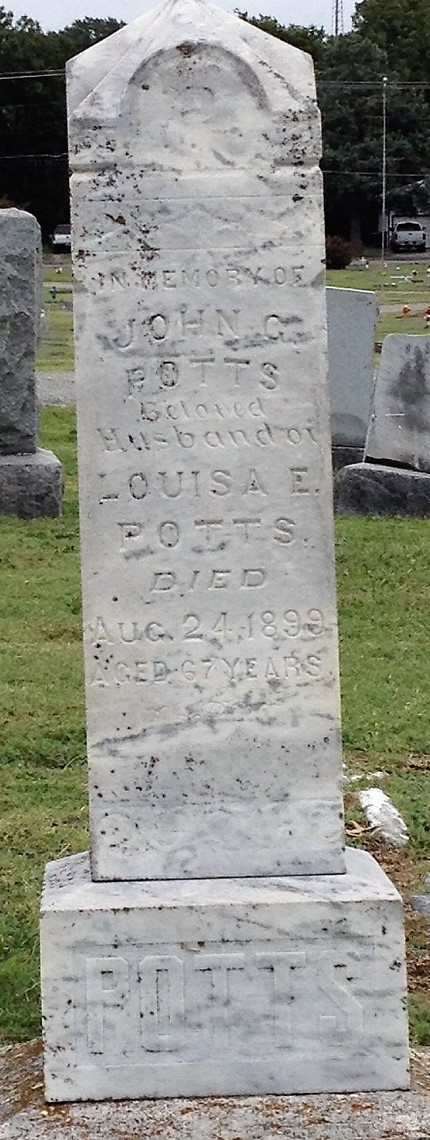 IN MEMORY OF
JOHN C.
POTTS
Beloved
Husband of
LOUISA E.
POTTS.
DIED
AUG. 24, 1899
AGED 67 YEARS
POTTS